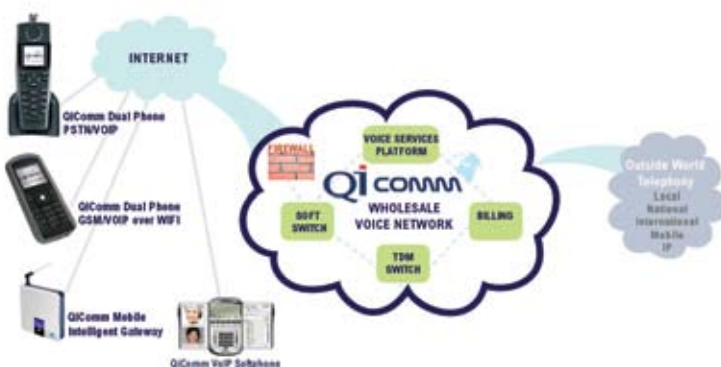 INTERNET
QiComm Dual Phone
PSTN/VOIP
QiComm Dual Phone
GSM/VOIP over WIFI
QiComm Mobile
Intelligent Gateway
QiComm VoIP Softphone
FIREWALL
VOICE SERVICES
PLATFORM
Qi COMM
WHOLESALE
VOICE NETWORK
SOFT
SWITCH
BILLING
TDM
SWITCH
Outside World
Telephony
Local
National
International
Mobile
IP